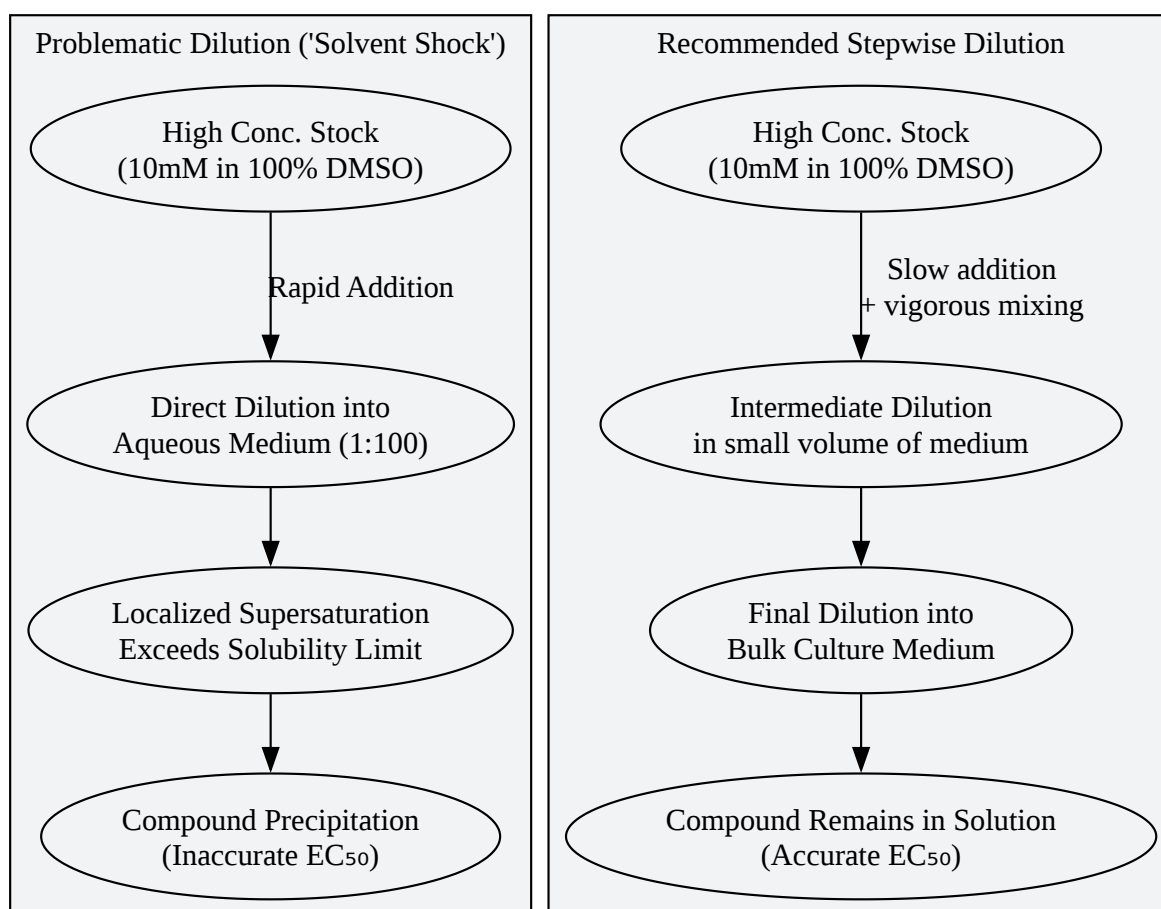 Problematic Dilution ('Solvent Shock')
High Conc. Stock
(10mM in 100% DMSO)
Rapid Addition
Direct Dilution into
Aqueous Medium (1:100)
Localized Supersaturation
Exceeds Solubility Limit
Compound Precipitation
(Inaccurate EC₅₀)
Recommended Stepwise Dilution
High Conc. Stock
(10mM in 100% DMSO)
Slow addition
+ vigorous mixing
Intermediate Dilution
in small volume of medium
Final Dilution into
Bulk Culture Medium
Compound Remains in Solution
(Accurate EC₅₀)